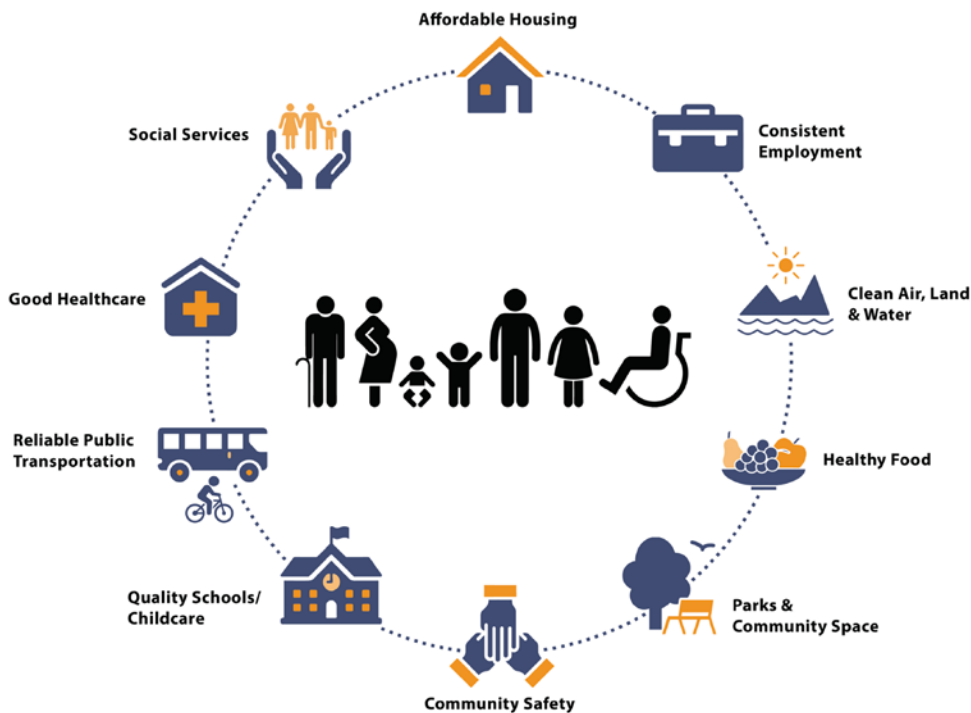 Affordable Housing
Consistent
Employment
Clean Air, Land
& Water
Healthy Food
Parks &
Community Space
Community Safety
Quality Schools/
Childcare
Reliable Public
Transportation
Good Healthcare
Social Services